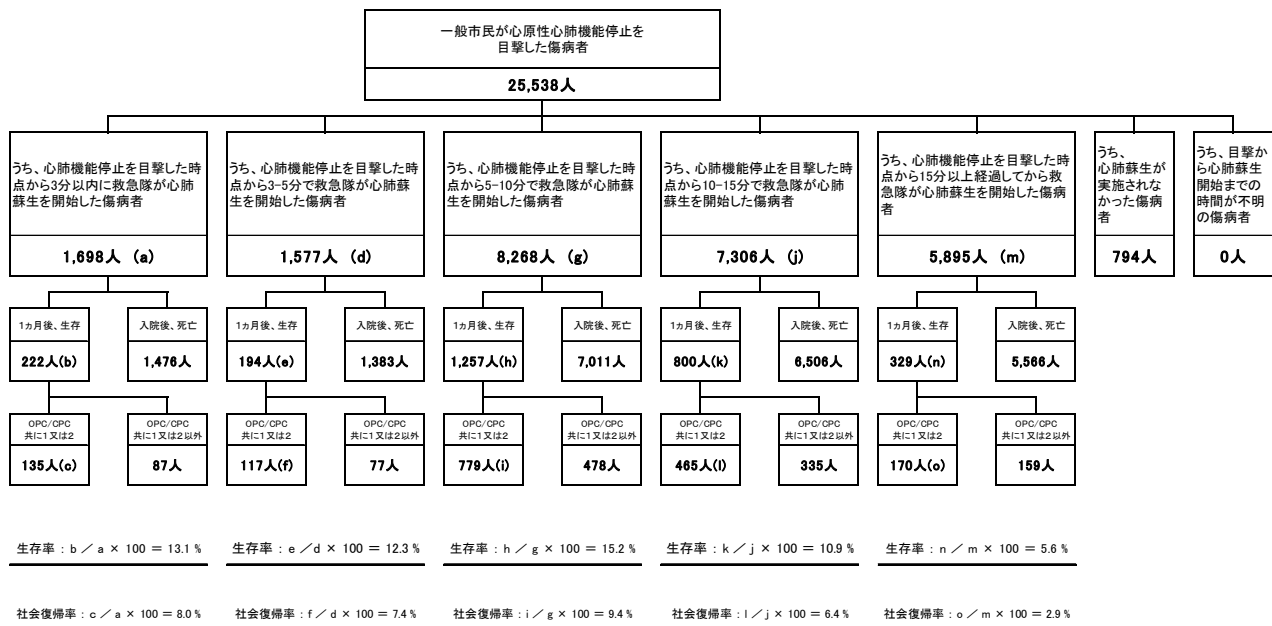 一般市民が心原性心肺機能停止を
目撃した傷病者
25,538人
うち、心肺機能停止を目撃した時
点から3分以内に救急隊が心肺
蘇生を開始した傷病者
1,698人 (a)
うち、心肺機能停止を目撃した時
点から3-5分で救急隊が心肺蘇
生を開始した傷病者
1,577人 (d)
うち、心肺機能停止を目撃した時
点から5-10分で救急隊が心肺蘇
生を開始した傷病者
8,268人 (g)
うち、心肺機能停止を目撃した時
点から10-15分で救急隊が心肺蘇
生を開始した傷病者
7,306人 (j)
うち、心肺機能停止を目撃した時
点から15分以上経過してから救
急隊が心肺蘇生を開始した傷病
者
5,895人 (m)
うち、
心肺蘇生が
実施されな
かった傷病
者
794人
うち、目撃か
ら心肺蘇生
開始までの
時間が不明
の傷病者
0人
1ヵ月後、生存
222人(b)
入院後、死亡
1,476人
1ヵ月後、生存
194人(e)
入院後、死亡
1,383人
1ヵ月後、生存
1,257人(h)
入院後、死亡
7,011人
1ヵ月後、生存
800人(k)
入院後、死亡
6,506人
1ヵ月後、生存
329人(n)
入院後、死亡
5,566人
OPC/CPC
共に1又は2
135人(c)
OPC/CPC
共に1又は2以外
87人
OPC/CPC
共に1又は2
117人(f)
OPC/CPC
共に1又は2以外
77人
OPC/CPC
共に1又は2
779人(i)
OPC/CPC
共に1又は2以外
478人
OPC/CPC
共に1又は2
465人(l)
OPC/CPC
共に1又は2以外
335人
OPC/CPC
共に1又は2
170人(o)
OPC/CPC
共に1又は2以外
159人
生存率：b／a × 100 ＝ 13.1 %
生存率：e／d × 100 ＝ 12.3 %
生存率：h／g × 100 ＝ 15.2 %
生存率：k／j × 100 ＝ 10.9 %
生存率：n／m × 100 ＝ 5.6 %
社会復帰率：c／a × 100 ＝ 8.0 %
社会復帰率：f／d × 100 ＝ 7.4 %
社会復帰率：i／g × 100 ＝ 9.4 %
社会復帰率：l／j × 100 ＝ 6.4 %
社会復帰率：o／m × 100 ＝ 2.9 %